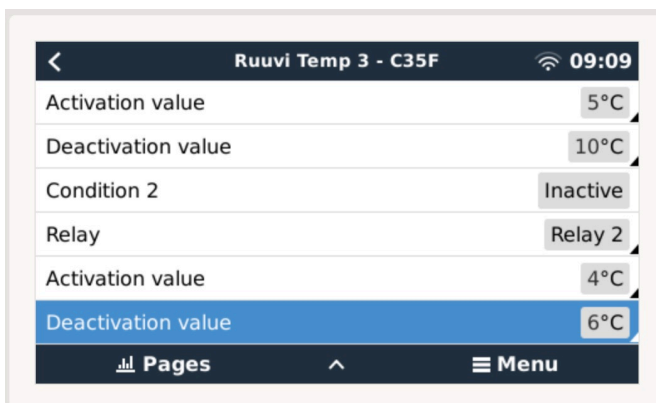 Ruuvi Temp 3 - C35F 09:09
Activation value 5°C
Deactivation value 10°C
Condition 2 Inactive
Relay Relay 2
Activation value 4°C
Deactivation value 6°C
Pages Menu